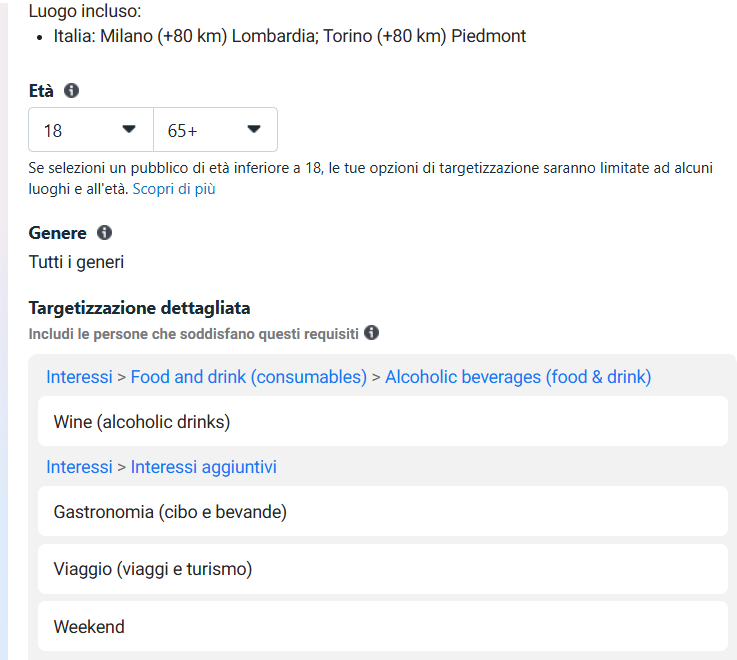 Luogo incluso:
• Italia: Milano (+80 km) Lombardia; Torino (+80 km) Piedmont
Età
18 65+
Se selezioni un pubblico di età inferiore a 18, le tue opzioni di targetizzazione saranno limitate ad alcuni
luoghi e all'età. Scopri di più
Genere
Tutti i generi
Targetizzazione dettagliata
Includi le persone che soddisfano questi requisiti
Interessi > Food and drink (consumables) > Alcoholic beverages (food & drink)
Wine (alcoholic drinks)
Interessi > Interessi aggiuntivi
Gastronomia (cibo e bevande)
Viaggio (viaggi e turismo)
Weekend